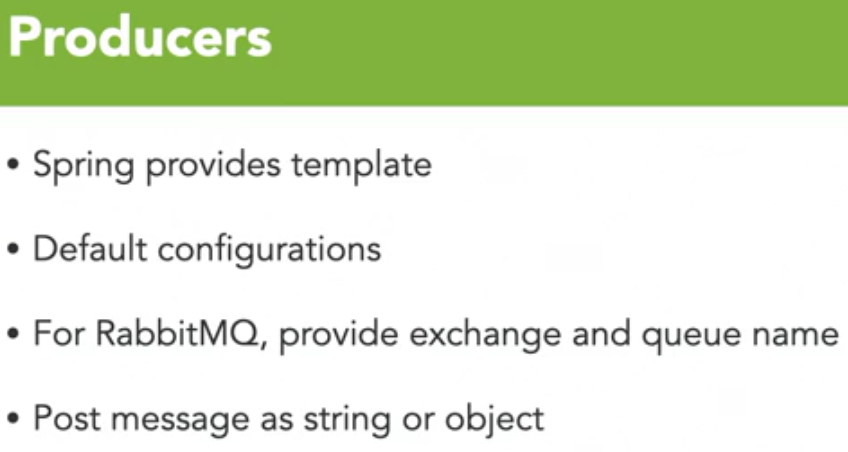 Producers
• Spring provides template
• Default configurations
• For RabbitMQ, provide exchange and queue name
• Post message as string or object